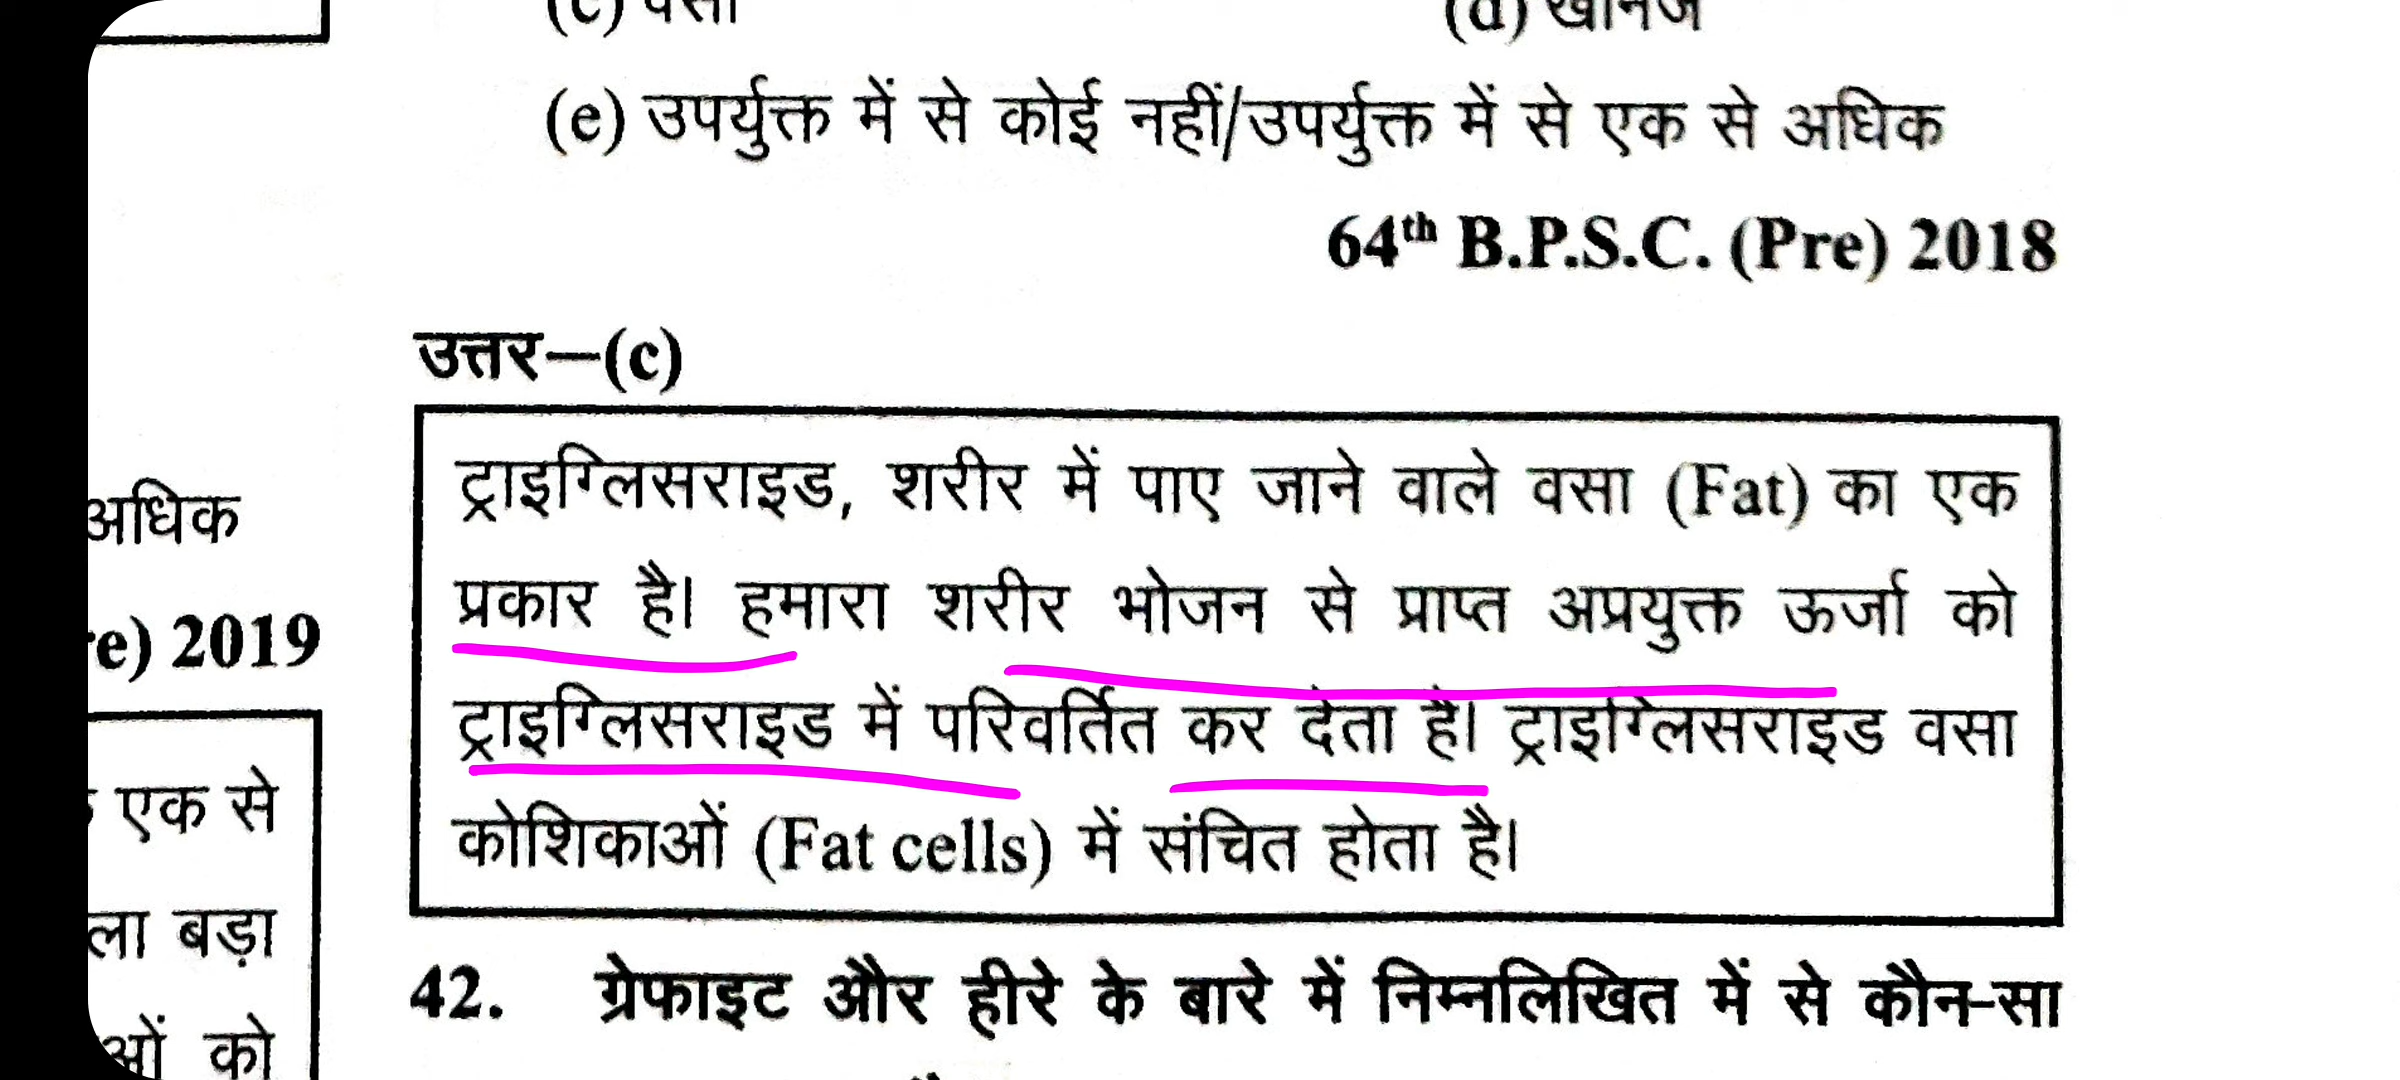 (c) वसा
(d) खनिज
(e) उपर्युक्त में से कोई नहीं/उपर्युक्त में से एक से अधिक
64th B.P.S.C. (Pre) 2018
उत्तर—(c)
ट्राइग्लिसराइड, शरीर में पाए जाने वाले वसा (Fat) का एक
प्रकार है। हमारा शरीर भोजन से प्राप्त अप्रयुक्त ऊर्जा को
ट्राइग्लिसराइड में परिवर्तित कर देता है। ट्राइग्लिसराइड वसा
कोशिकाओं (Fat cells) में संचित होता है।
42. ग्रेफाइट और हीरे के बारे में निम्नलिखित में से कौन-सा
अधिक
e) 2019
एक से
ला बड़ा
ओं को